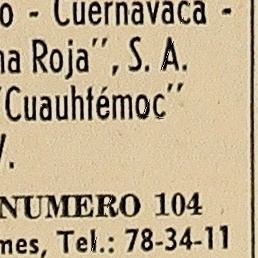 o - Cuernavaca -
na Roja", S. A.
"Cuauhtémoc"
V.
NUMERO 104
mes, Tel.: 78-34-11